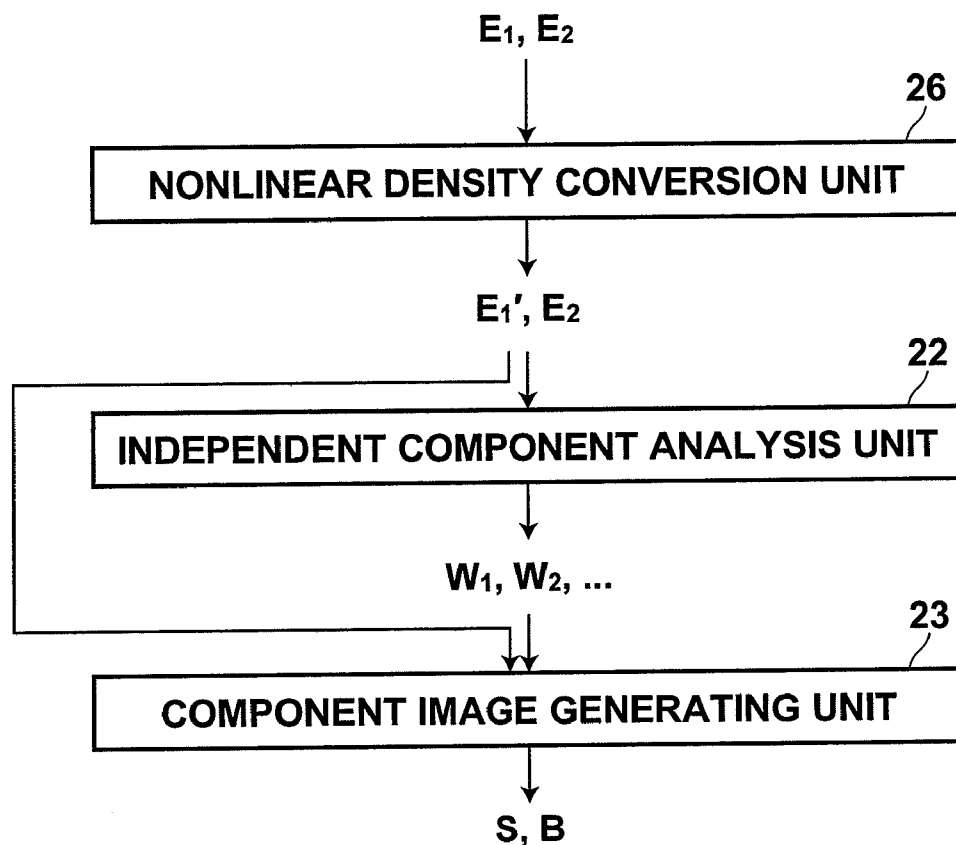 E₁, E₂
26
NONLINEAR DENSITY CONVERSION UNIT
E₁′, E₂
22
INDEPENDENT COMPONENT ANALYSIS UNIT
W₁, W₂, ...
23
COMPONENT IMAGE GENERATING UNIT
S, B